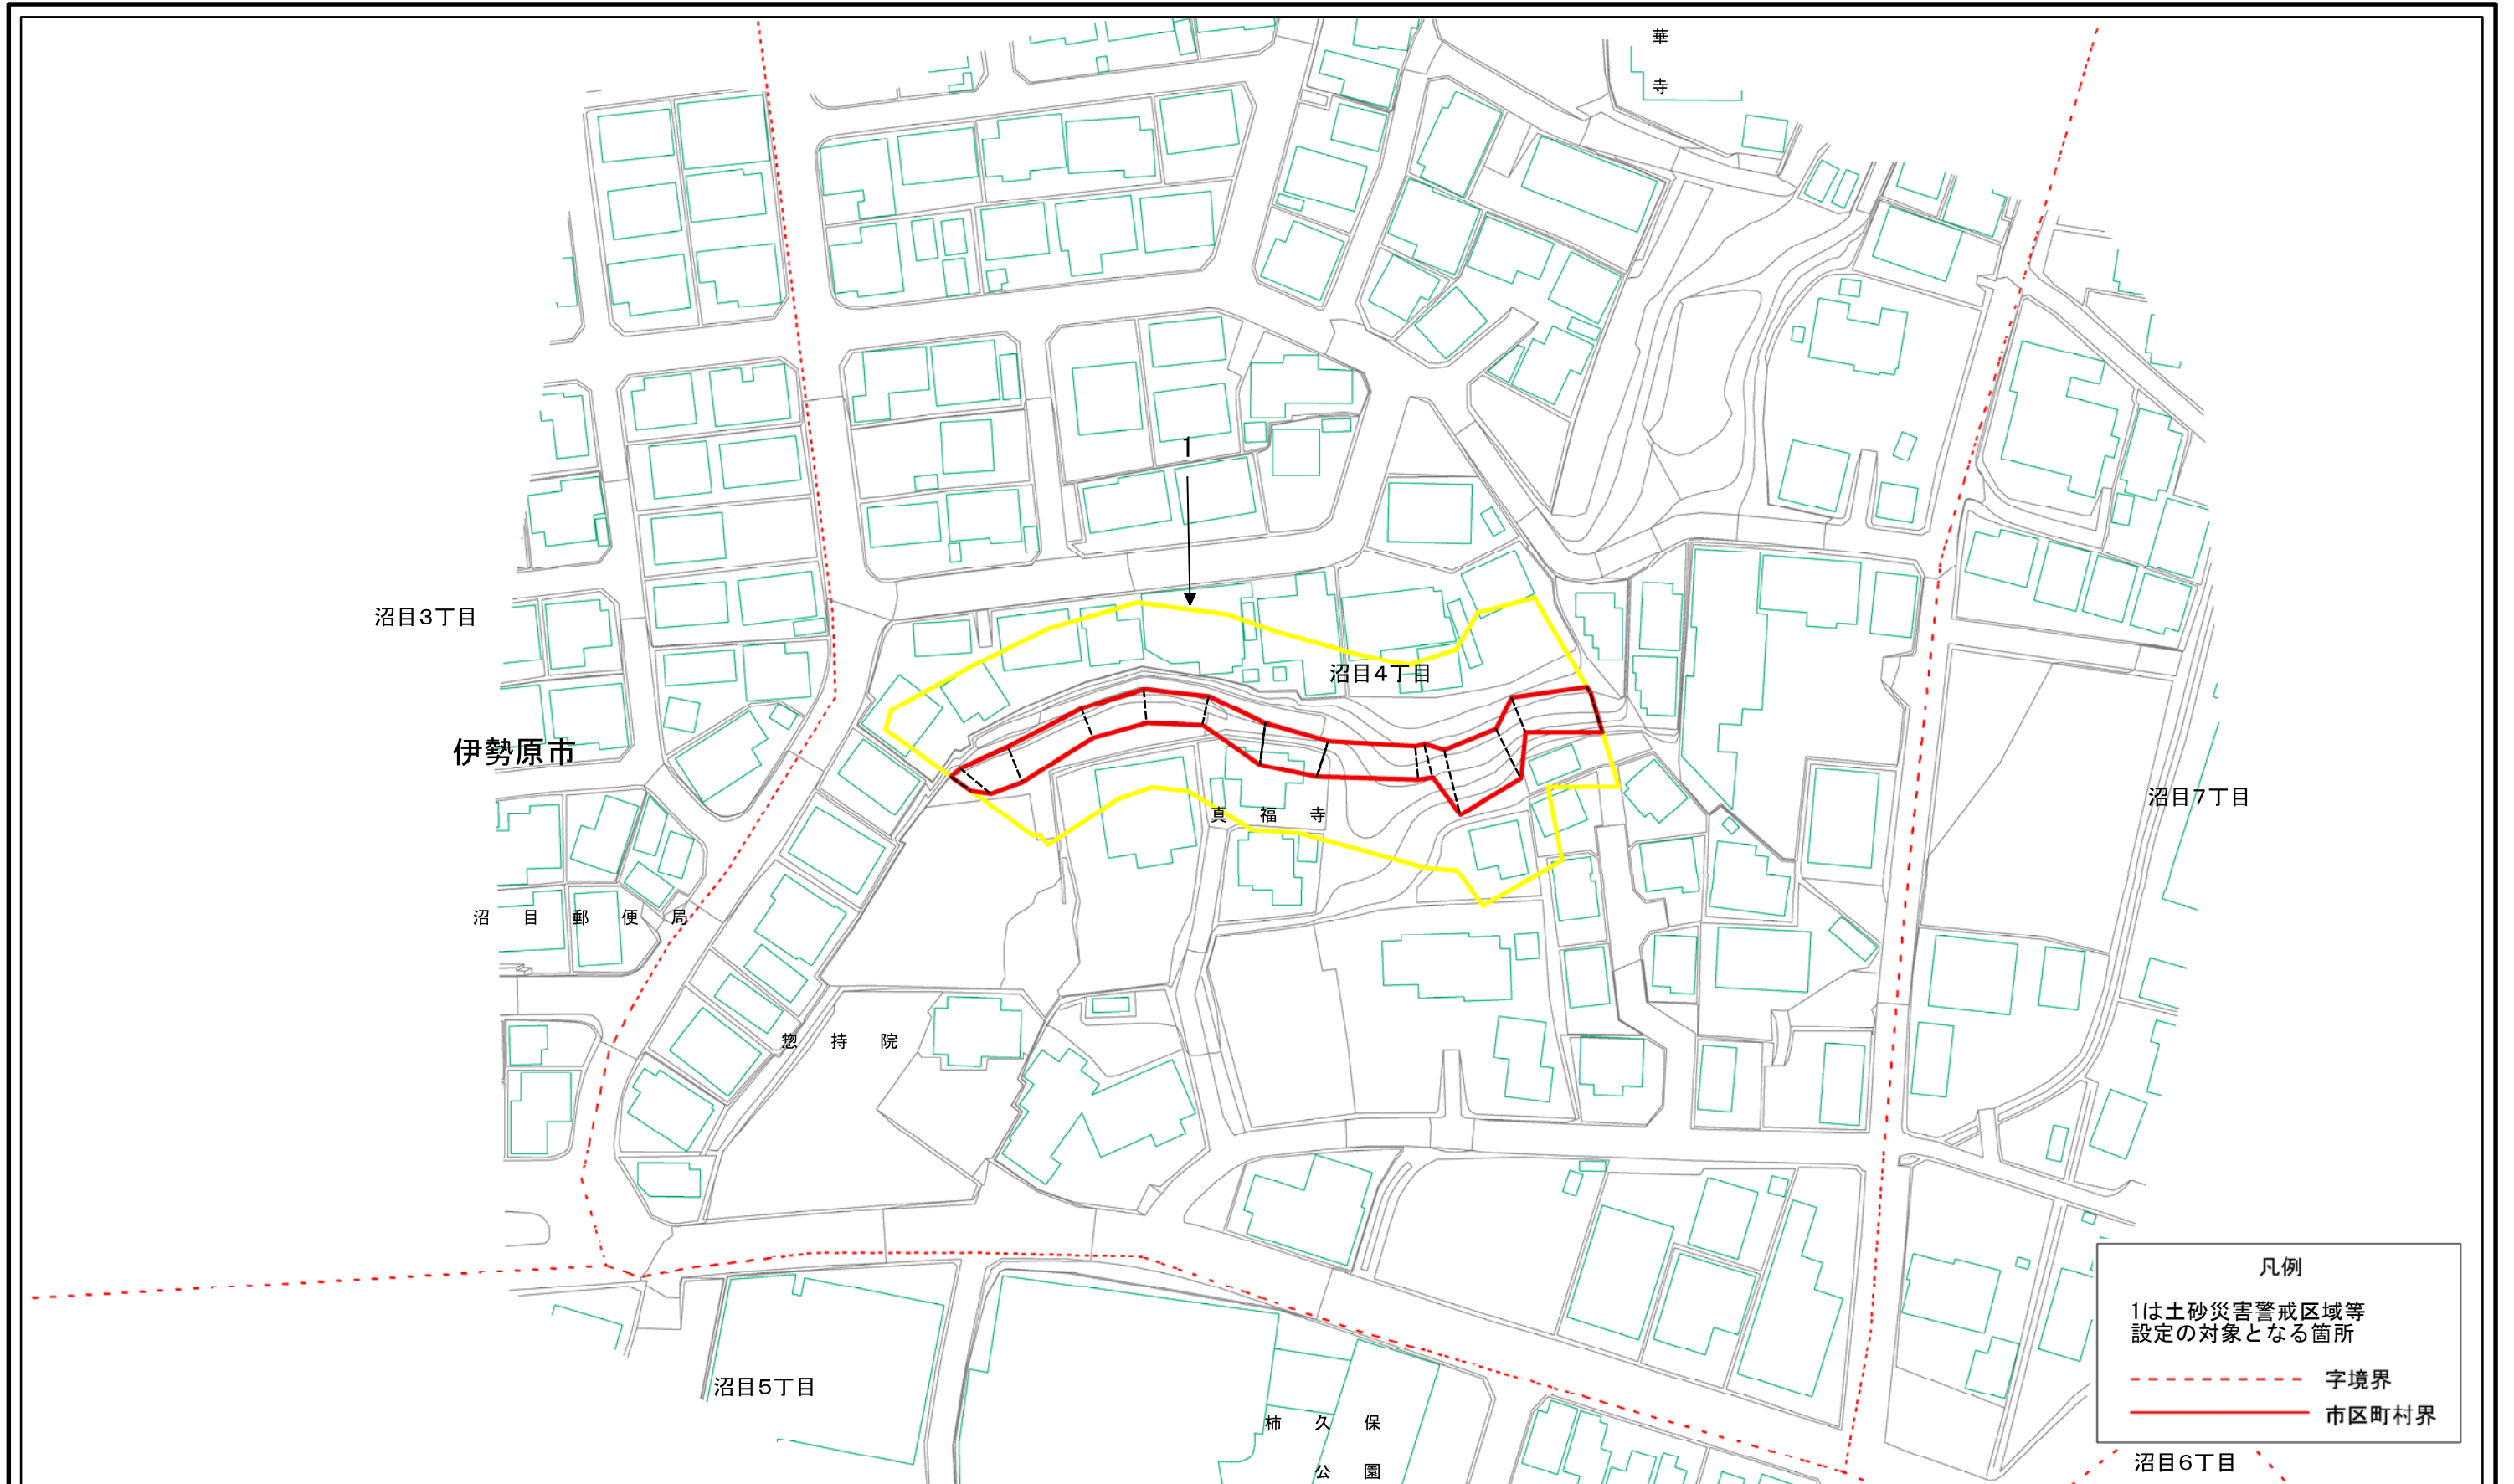 華
寺
1
沼目3丁目
沼目4丁目
伊勢原市
沼目7丁目
真福寺
沼目郵便局
惣持院
凡例
1は土砂災害警戒区域等
設定の対象となる箇所
字境界
市区町村界
沼目5丁目
柿久保
公園
沼目6丁目